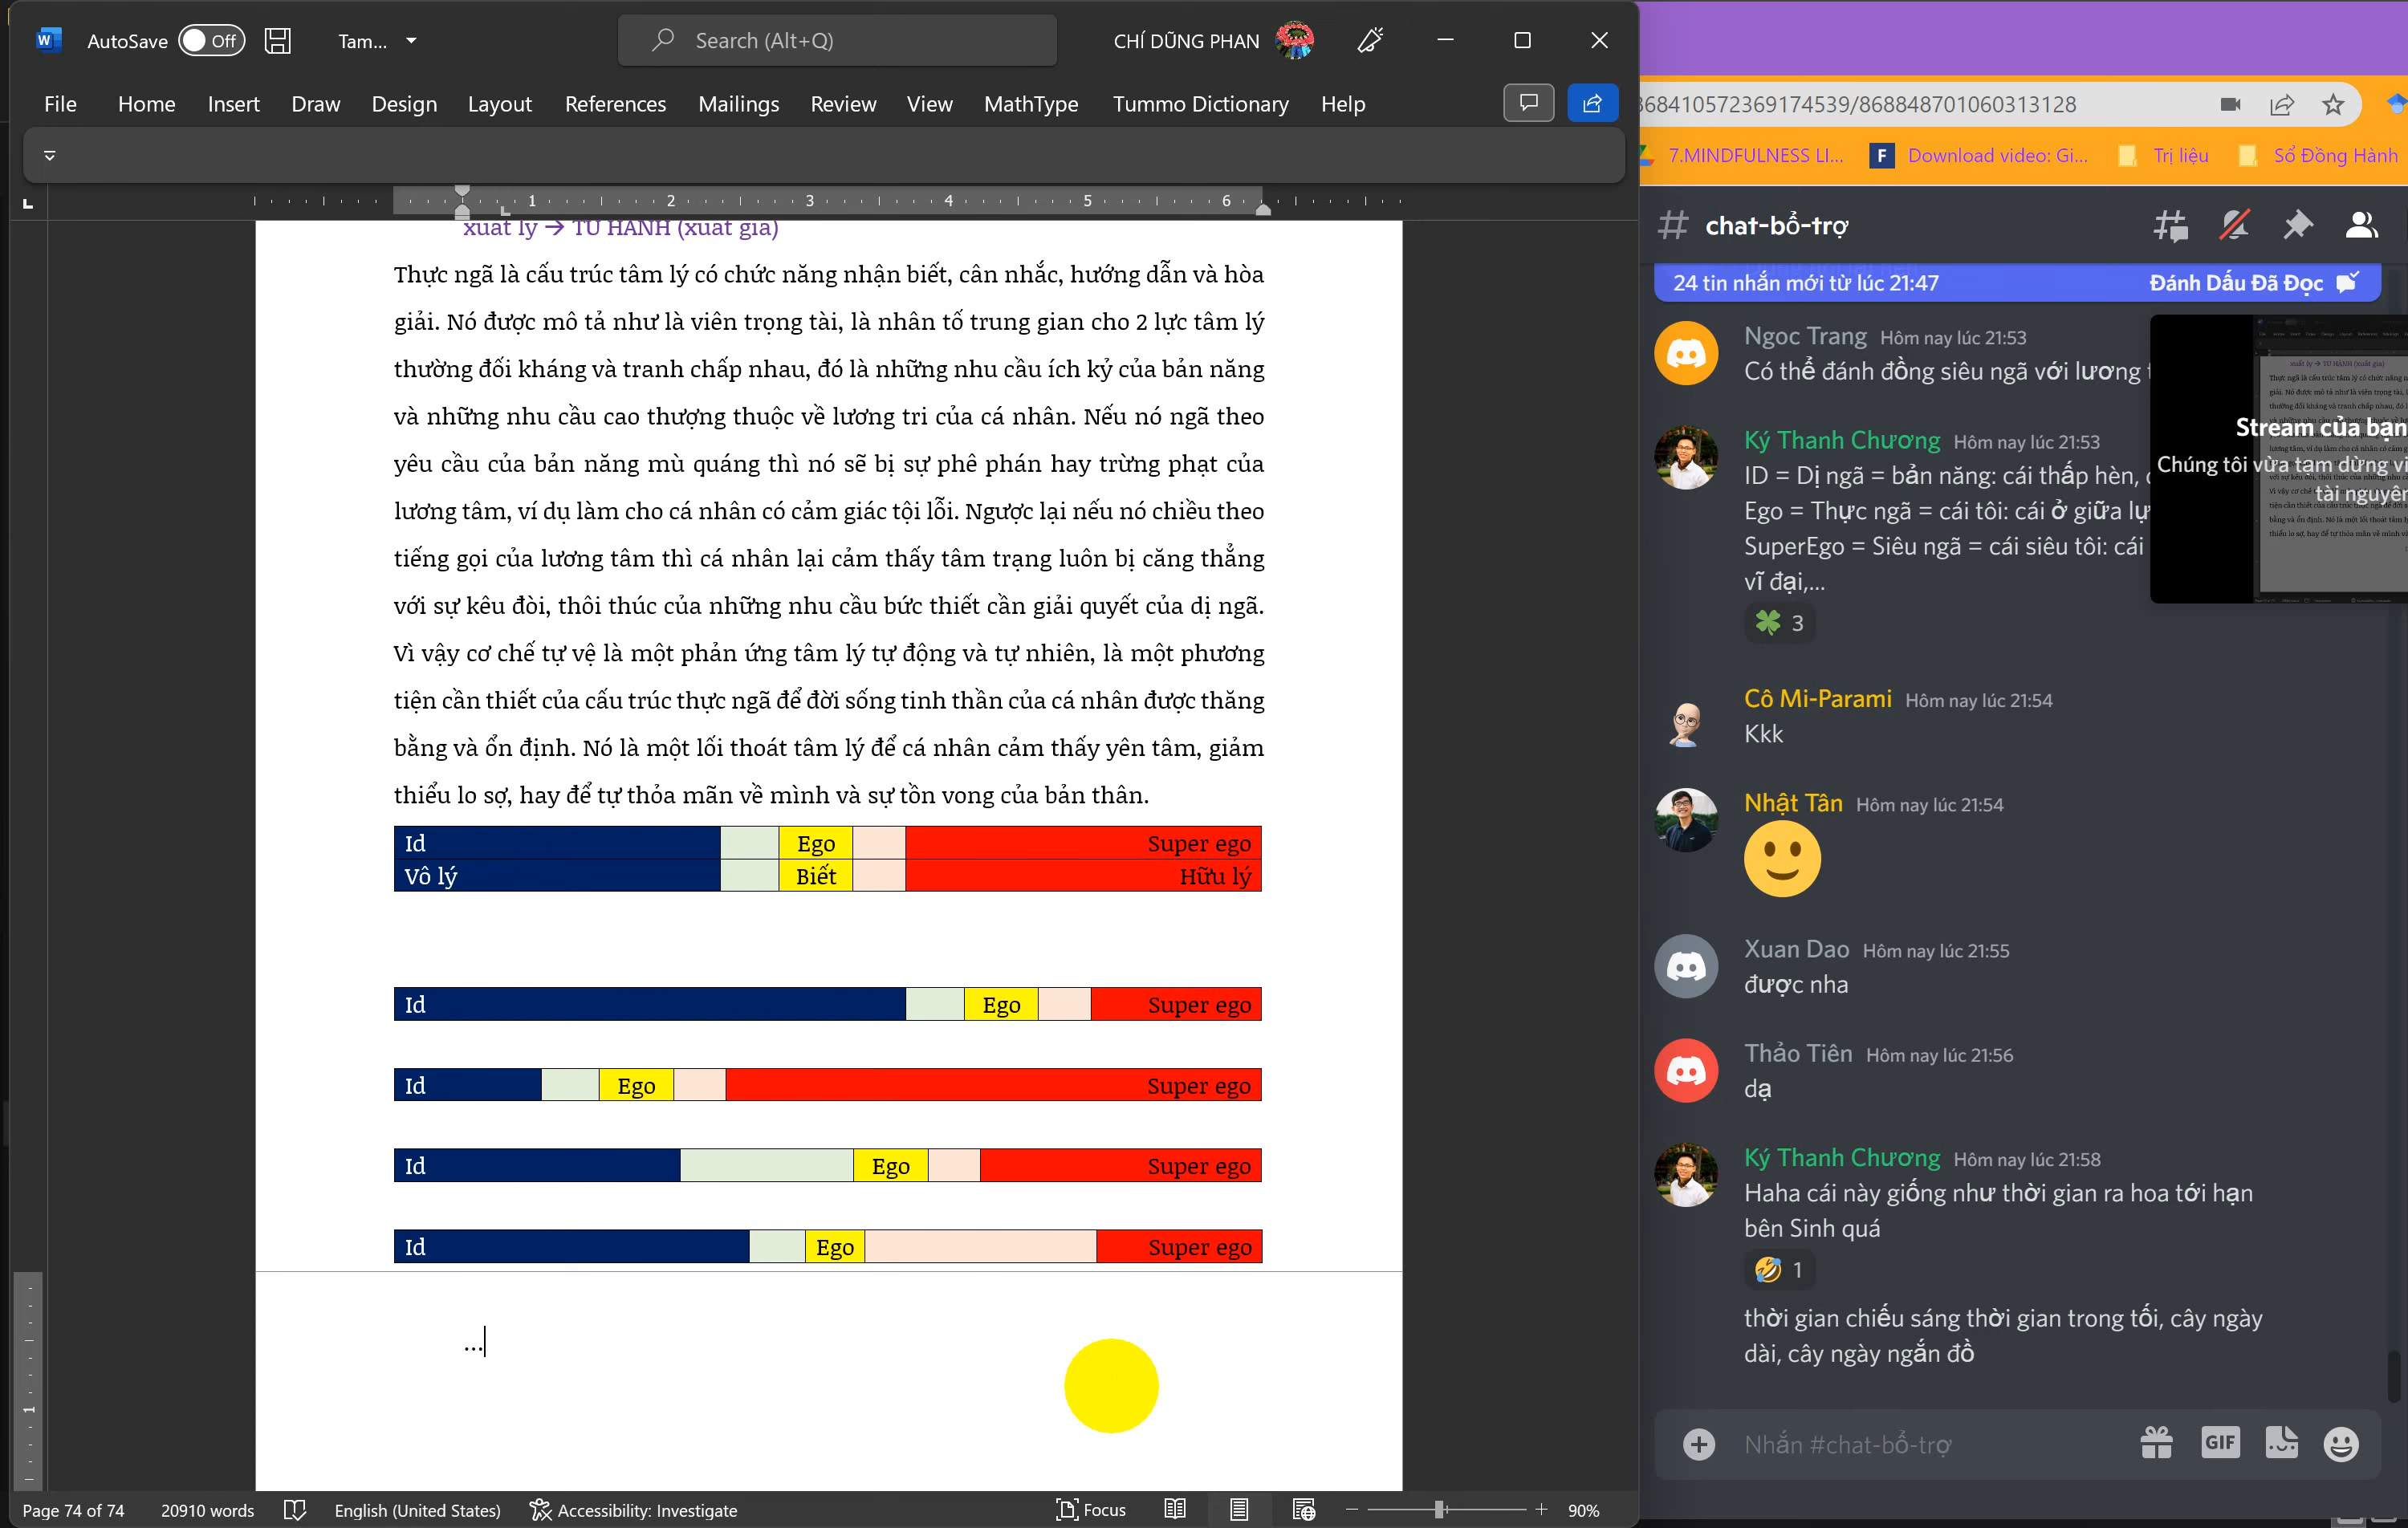 AutoSave
Off
Tam...
Search (Alt+Q)
CHÍ DŨNG PHAN
File Home Insert Draw Design Layout References Mailings Review View MathType Tummo Dictionary Help
1 2 3 4 5 6
xuất ly → TU HÀNH (xuất gia)
Thực ngã là cấu trúc tâm lý có chức năng nhận biết, cân nhắc, hướng dẫn và hòa
giải. Nó được mô tả như là viên trọng tài, là nhân tố trung gian cho 2 lực tâm lý
thường đối kháng và tranh chấp nhau, đó là những nhu cầu ích kỷ của bản năng
và những nhu cầu cao thượng thuộc về lương tri của cá nhân. Nếu nó ngã theo
yêu cầu của bản năng mù quáng thì nó sẽ bị sự phê phán hay trừng phạt của
lương tâm, ví dụ làm cho cá nhân có cảm giác tội lỗi. Ngược lại nếu nó chiều theo
tiếng gọi của lương tâm thì cá nhân lại cảm thấy tâm trạng luôn bị căng thẳng
với sự kêu đòi, thôi thúc của những nhu cầu bức thiết cần giải quyết của dị ngã.
Vì vậy cơ chế tự vệ là một phản ứng tâm lý tự động và tự nhiên, là một phương
tiện cần thiết của cấu trúc thực ngã để đời sống tinh thần của cá nhân được thăng
bằng và ổn định. Nó là một lối thoát tâm lý để cá nhân cảm thấy yên tâm, giảm
thiểu lo sợ, hay để tự thỏa mãn về mình và sự tồn vong của bản thân.
Id Ego Super ego
Vô lý Biết Hữu lý
Id Ego Super ego
Id Ego Super ego
Id Ego Super ego
Id Ego Super ego
...
1
Page 74 of 74
20910 words
English (United States)
Accessibility: Investigate
Focus
90%
368410572369174539/868848701060313128
7.MINDFULNESS LI...
F
Download video: Gi...
Trị liệu
Sổ Đồng Hành
chat-bổ-trợ
24 tin nhắn mới từ lúc 21:47
Đánh Dấu Đã Đọc
Ngoc Trang Hôm nay lúc 21:53
Có thể đánh đồng siêu ngã với lương
Ký Thanh Chương Hôm nay lúc 21:53
ID = Dị ngã = bản năng: cái thấp hèn,
Ego = Thực ngã = cái tôi: cái ở giữa
SuperEgo = Siêu ngã = cái siêu tôi: cái
vĩ đại,...
3
Stream của bạn
Chúng tôi vừa tạm dừng
tài nguyên
Cô Mi-Parami Hôm nay lúc 21:54
Kkk
Nhật Tân Hôm nay lúc 21:54
Xuan Dao Hôm nay lúc 21:55
được nha
Thảo Tiên Hôm nay lúc 21:56
dạ
Ký Thanh Chương Hôm nay lúc 21:58
Haha cái này giống như thời gian ra hoa tới hạn
bên Sinh quá
1
thời gian chiếu sáng thời gian trong tối, cây ngày
dài, cây ngày ngắn đồ
Nhắn #chat-bổ-trợ
GIF